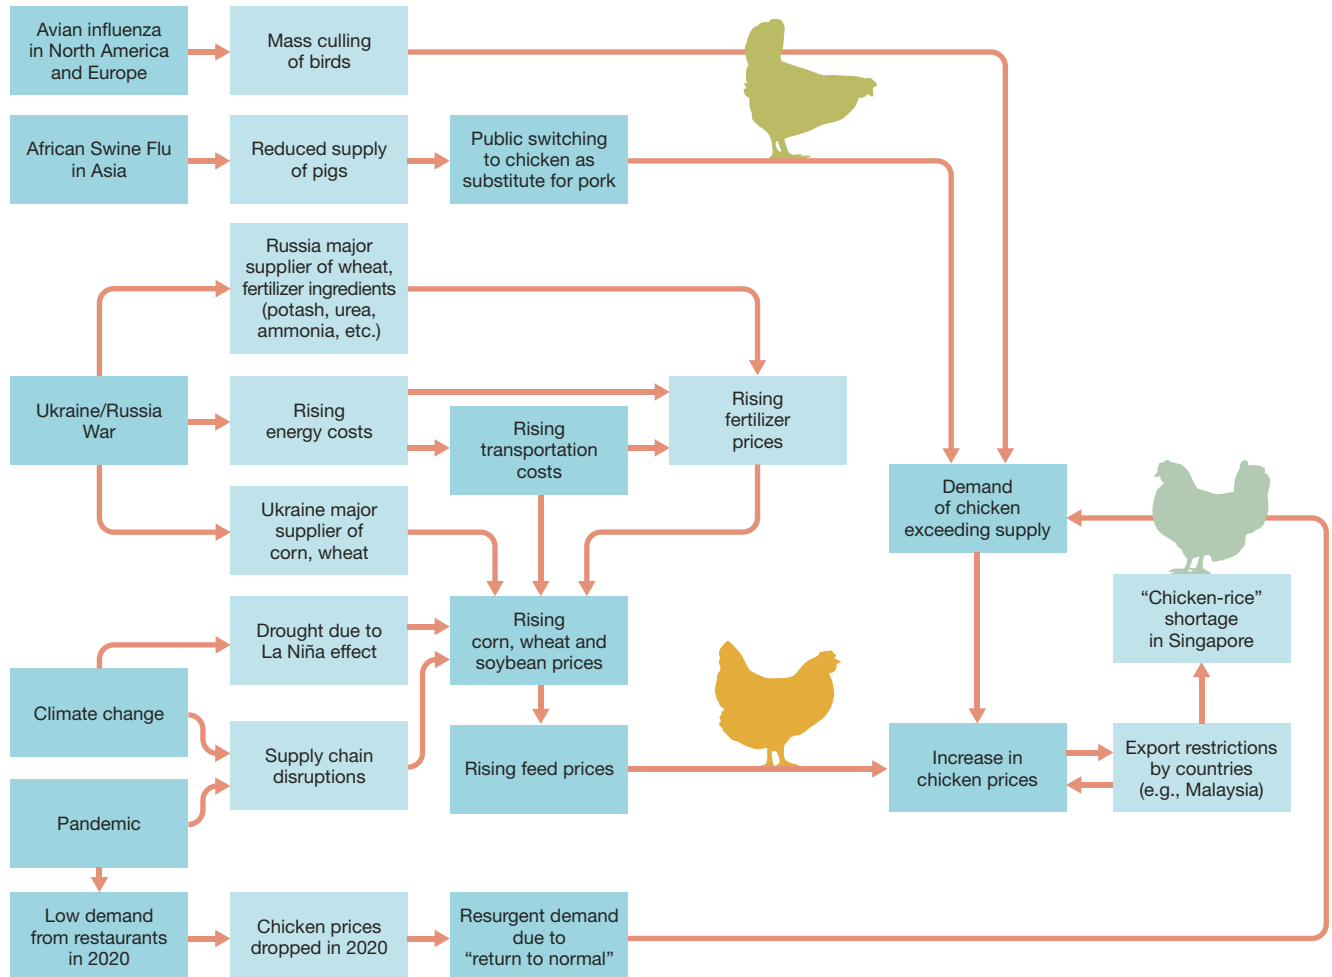 Avian influenza
in North America
and Europe
Mass culling
of birds
African Swine Flu
in Asia
Reduced supply
of pigs
Public switching
to chicken as
substitute for pork
Russia major
supplier of wheat,
fertilizer ingredients
(potash, urea,
ammonia, etc.)
Ukraine/Russia
War
Rising
energy costs
Rising
transportation
costs
Rising
fertilizer
prices
Ukraine major
supplier of
corn, wheat
Demand
of chicken
exceeding supply
“Chicken-rice”
shortage
in Singapore
Drought due to
La Niña effect
Rising
corn, wheat and
soybean prices
Climate change
Supply chain
disruptions
Rising feed prices
Increase in
chicken prices
Export restrictions
by countries
(e.g., Malaysia)
Pandemic
Low demand
from restaurants
in 2020
Chicken prices
dropped in 2020
Resurgent demand
due to
“return to normal”